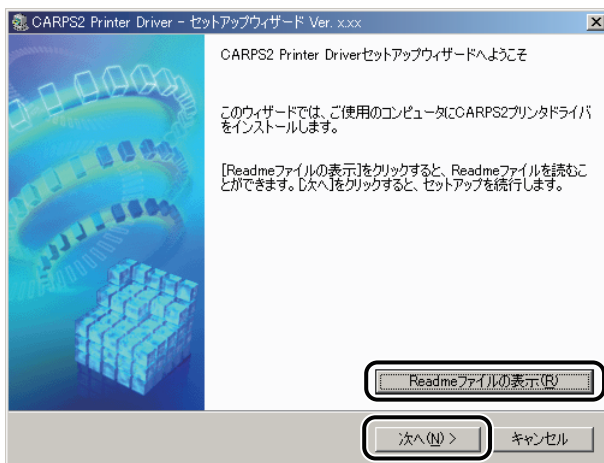 CARPS2 Printer Driver - セットアップウィザード Ver. x.xx
CARPS2 Printer Driverセットアップウィザードへようこそ
このウィザードでは、ご使用のコンピュータにCARPS2プリンタドライバ
をインストールします。
[Readmeファイルの表示]をクリックすると、Readmeファイルを読むこ
とができます。[次へ]をクリックすると、セットアップを続行します。
Readmeファイルの表示(R)
次へ(N) >
キャンセル